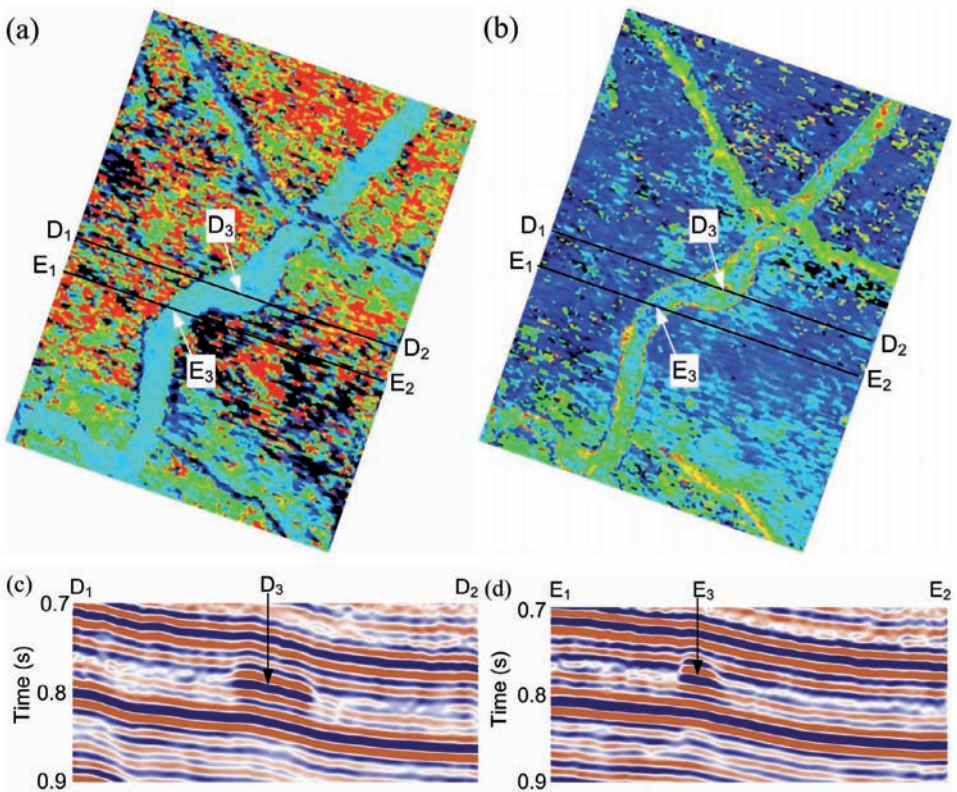 (a)
(b)
D3
D1
E1
E3
D2
E2
D3
D1
E1
E3
D2
E2
(c) D1 D3 D2
0.7
Time (s)
0.8
0.9
(d) E1 E3 E2
0.7
Time (s)
0.8
0.9